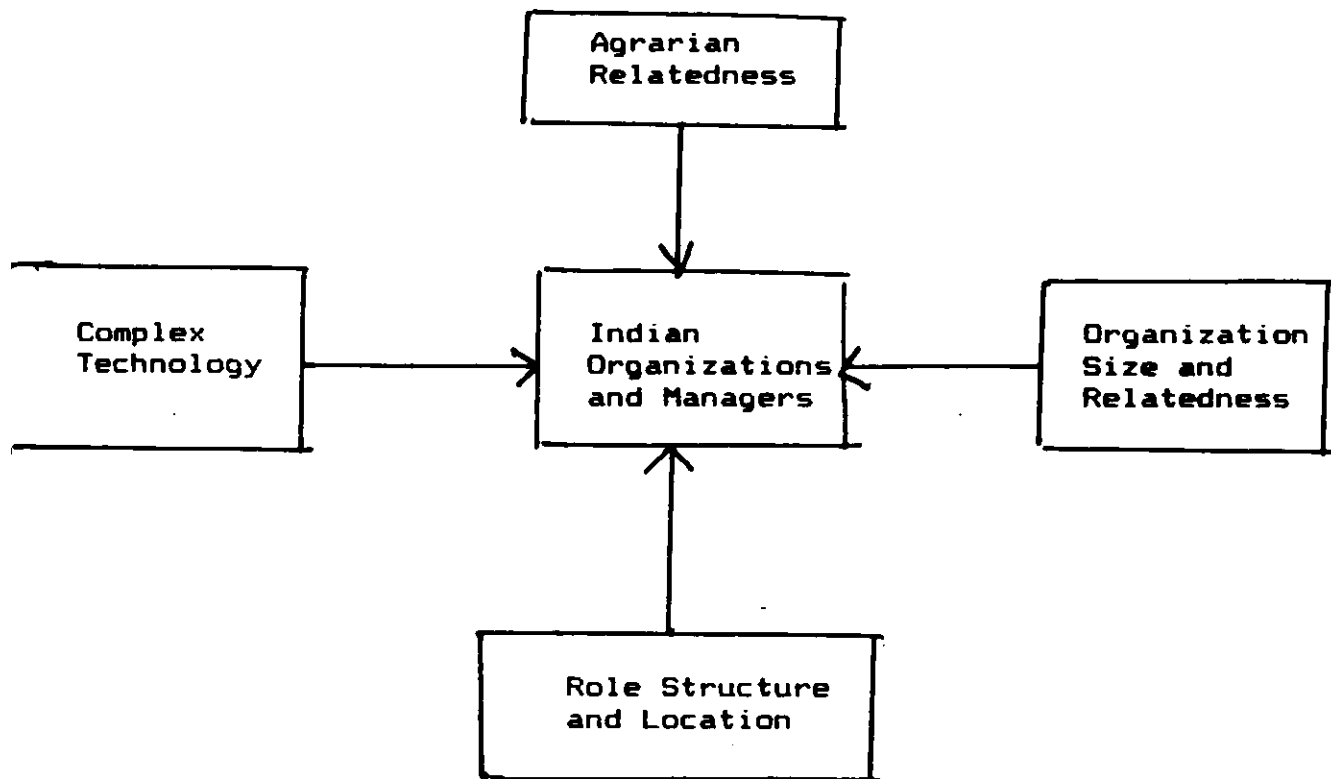 Agrarian
Relatedness
Complex
Technology
Indian
Organizations
and Managers
Organization
Size and
Relatedness
Role Structure
and Location